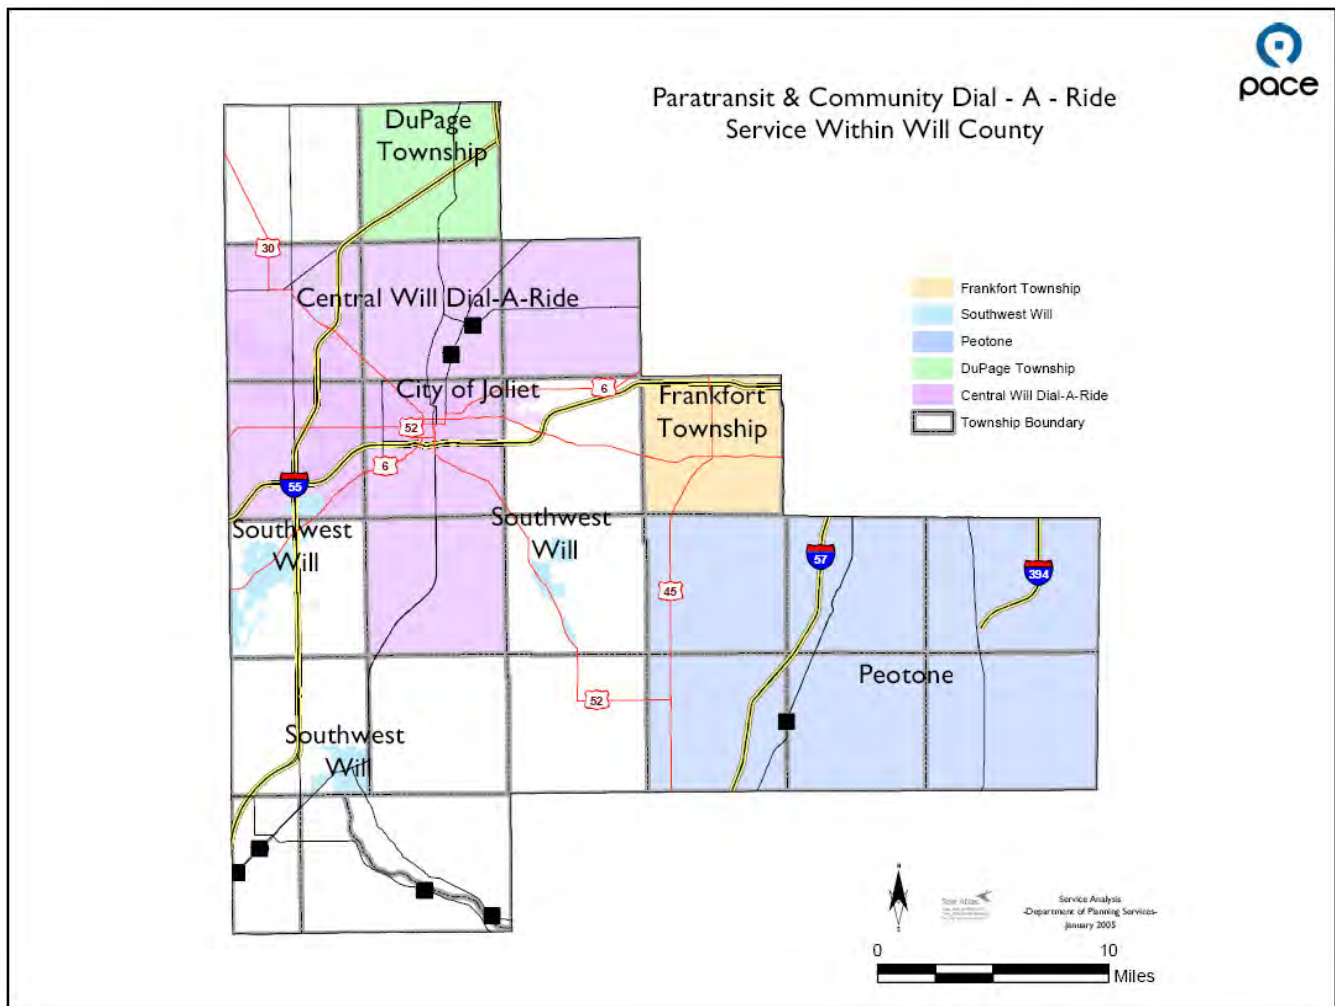 pace
Paratransit & Community Dial - A - Ride
Service Within Will County
DuPage
Township
30
Central Will Dial-A-Ride
City of Joliet
6
52
6
Frankfort
Township
55
Southwest
Will
Southwest
Will
57
394
45
Peotone
52
Southwest
Will
Frankfort Township
Southwest Will
Peotone
DuPage Township
Central Will Dial-A-Ride
Township Boundary
Service Analysis
-Department of Planning Services-
January 2005
0
10
Miles